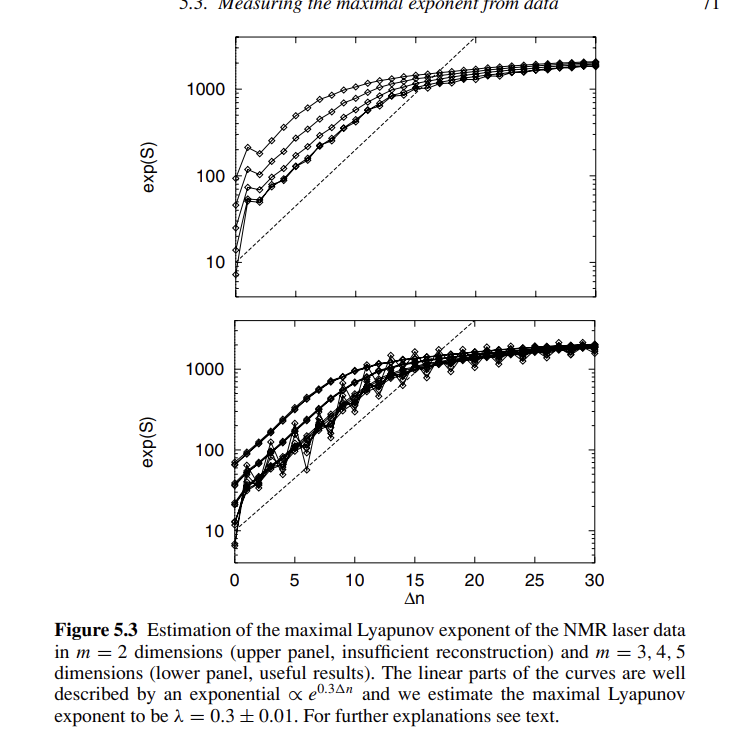 5.3. Measuring the maximal exponent from data 71
1000
100
10
exp(S)
1000
100
10
exp(S)
0 5 10 15 20 25 30
Δn
Figure 5.3 Estimation of the maximal Lyapunov exponent of the NMR laser data
in m = 2 dimensions (upper panel, insufficient reconstruction) and m = 3, 4, 5
dimensions (lower panel, useful results). The linear parts of the curves are well
described by an exponential ∝ e^0.3Δn and we estimate the maximal Lyapunov
exponent to be λ = 0.3 ± 0.01. For further explanations see text.